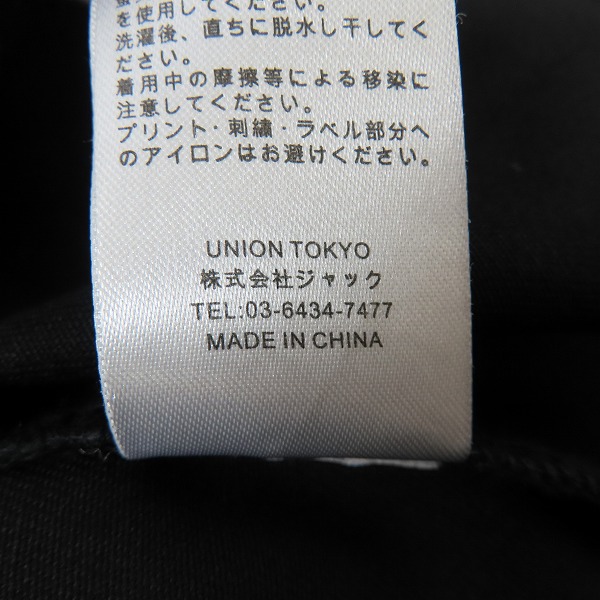 を使用してください。
洗濯後、直ちに脱水し干してく
ださい。
着用中の摩擦等による移染に
注意してください。
プリント・刺繍・ラベル部分へ
のアイロンはお避けください。
UNION TOKYO
株式会社ジャック
TEL:03-6434-7477
MADE IN CHINA